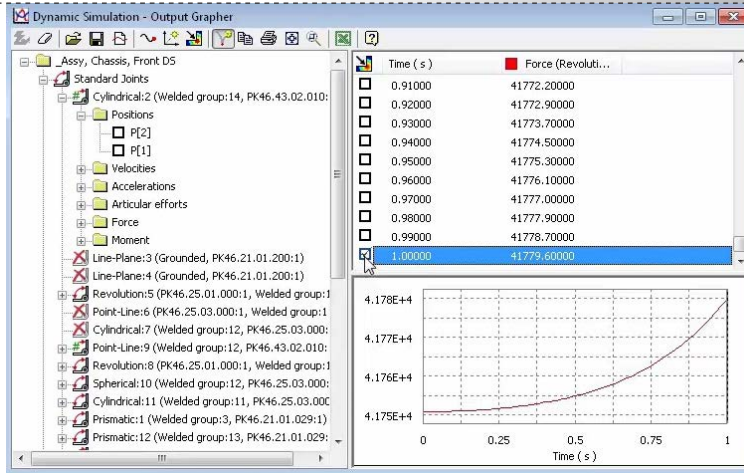 Dynamic Simulation - Output Grapher
_Assy, Chassis, Front DS
Standard Joints
Cylindrical:2 (Welded group:14, PK46.43.02.010:
Positions
P[2]
P[1]
Velocities
Accelerations
Articular efforts
Force
Moment
Line-Plane:3 (Grounded, PK46.21.01.200:1)
Line-Plane:4 (Grounded, PK46.21.01.200:1)
Revolution:5 (PK46.25.01.000:1, Welded group:1
Point-Line:6 (PK46.25.03.000:1, Welded group:1
Cylindrical:7 (Welded group:12, PK46.25.03.000:
Point-Line:9 (Welded group:12, PK46.43.02.010:
Revolution:8 (PK46.25.01.000:1, Welded group:1
Spherical:10 (Welded group:12, PK46.25.03.000:
Cylindrical:11 (Welded group:11, PK46.25.03.000
Prismatic:1 (Welded group:3, PK46.21.01.029:1)
Prismatic:12 (Welded group:13, PK46.21.01.029:
Time ( s ) Force (Revoluti...
0.91000 41772.20000
0.92000 41772.90000
0.93000 41773.70000
0.94000 41774.50000
0.95000 41775.30000
0.96000 41776.10000
0.97000 41777.00000
0.98000 41777.90000
0.99000 41778.70000
1.00000 41779.60000
4.178E+4
4.177E+4
4.176E+4
4.175E+4
0 0.25 0.5 0.75 1
Time ( s )